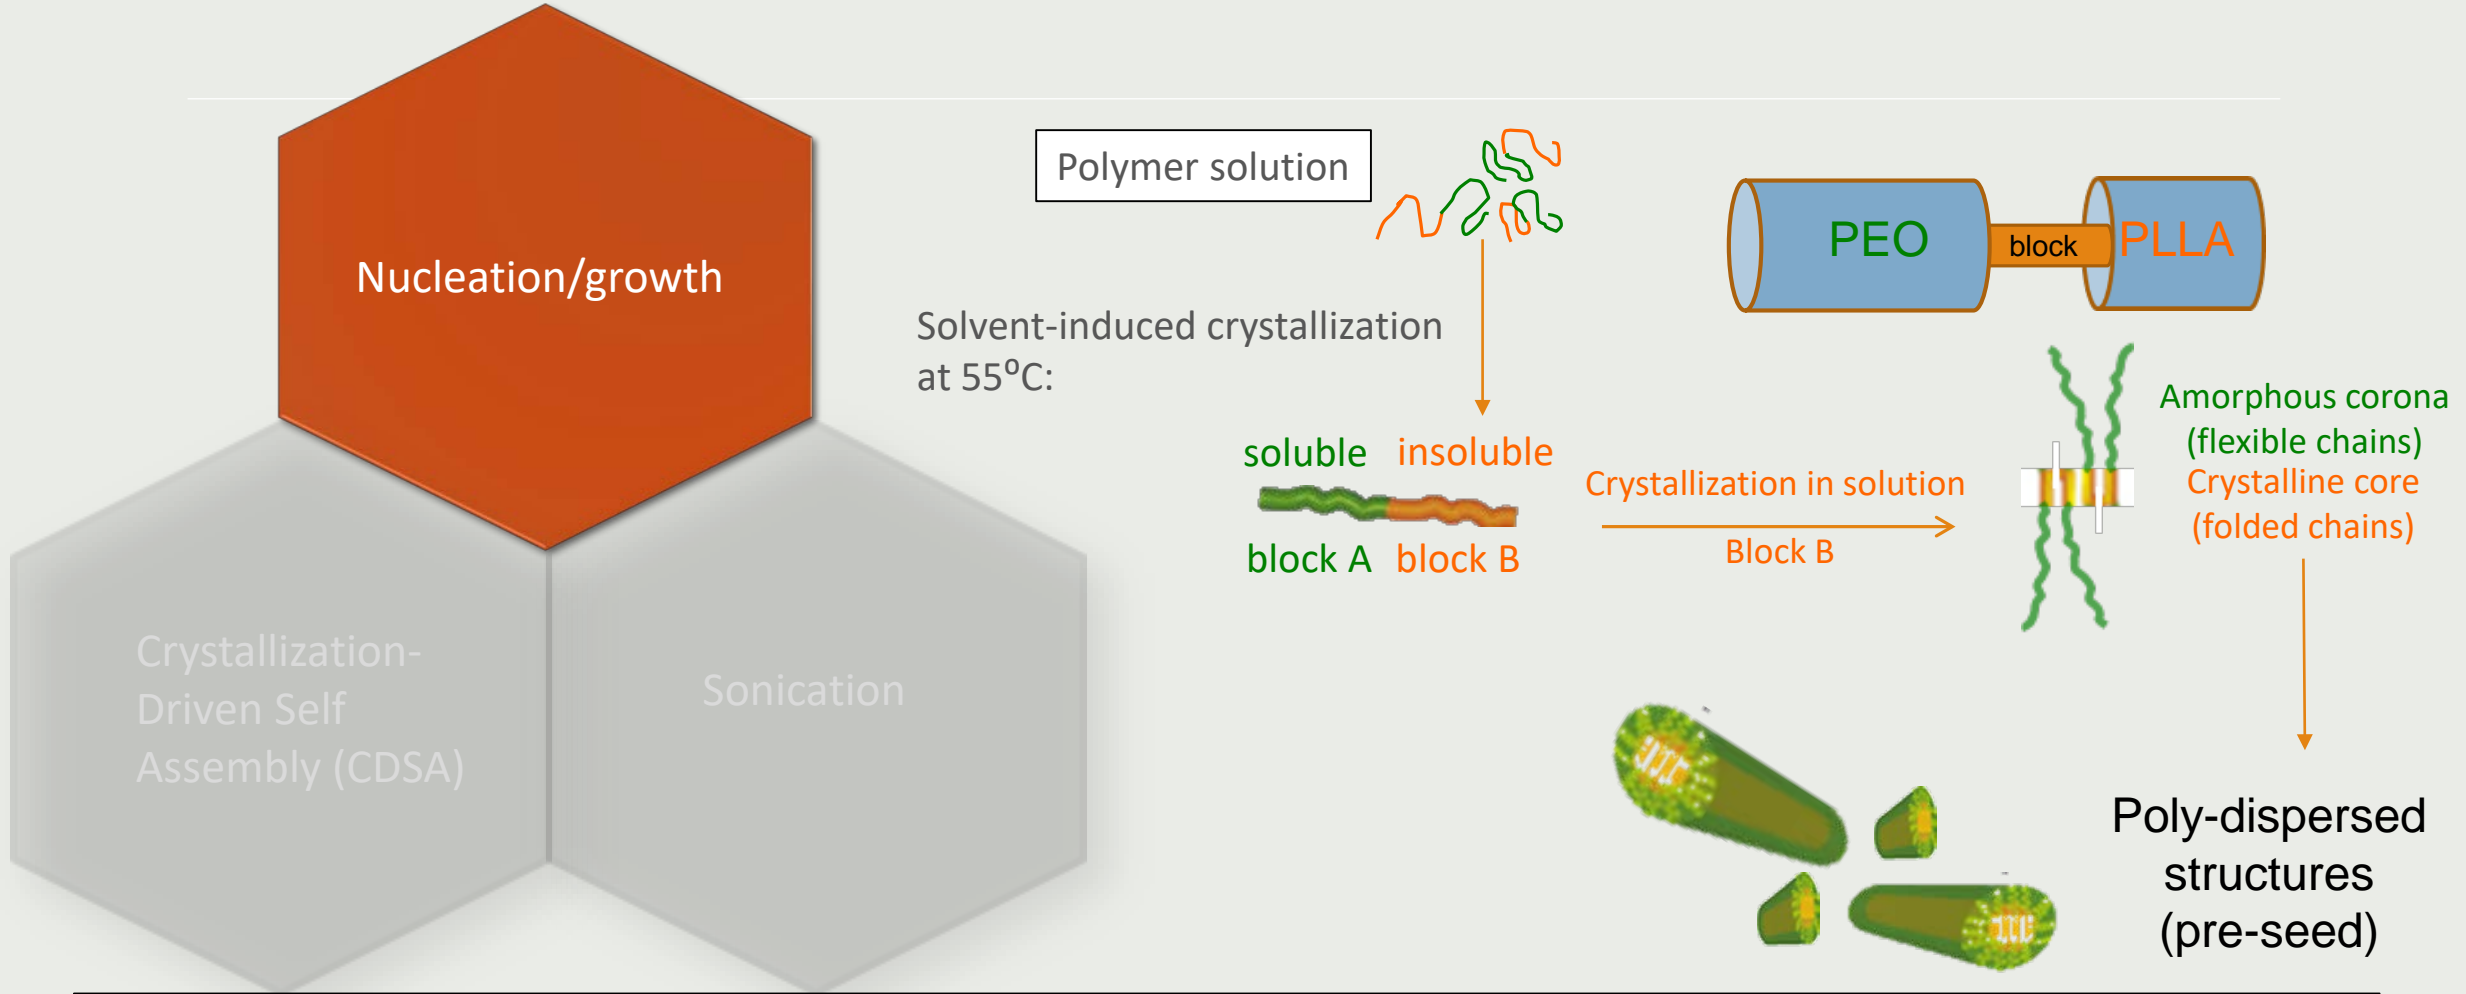 Nucleation/growth
Crystallization-
Driven Self
Assembly (CDSA)
Sonication
Polymer solution
Solvent-induced crystallization
at 55⁰C:
soluble insoluble
block A block B
Crystallization in solution
Block B
PEO block PLLA
Amorphous corona
(flexible chains)
Crystalline core
(folded chains)
Poly-dispersed
structures
(pre-seed)